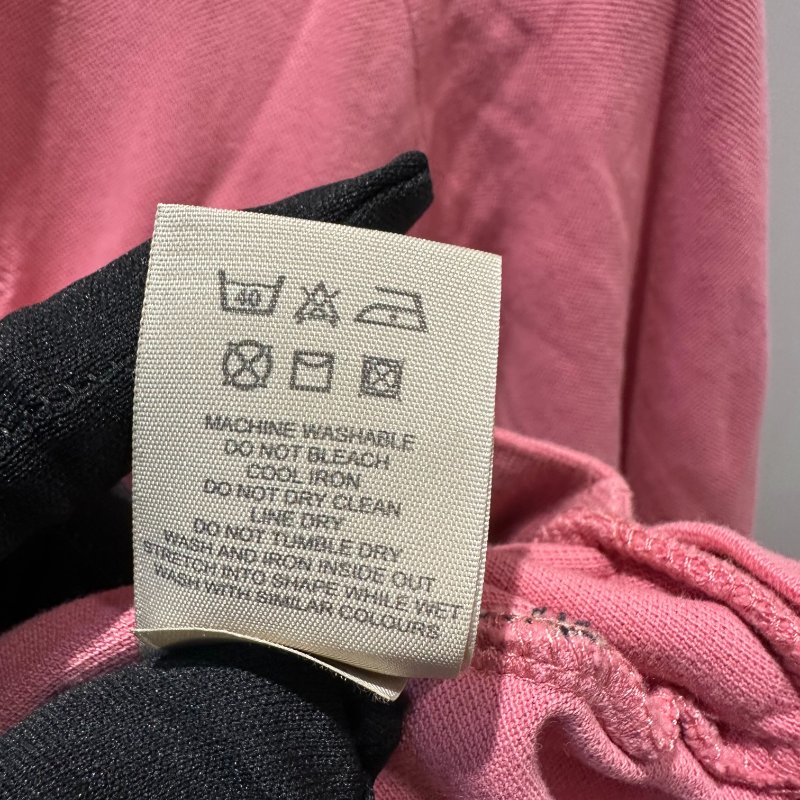 40
MACHINE WASHABLE
DO NOT BLEACH
COOL IRON
DO NOT DRY CLEAN
LINE DRY
DO NOT TUMBLE DRY
WASH AND IRON INSIDE OUT
STRETCH INTO SHAPE WHILE WET
WASH WITH SIMILAR COLOURS